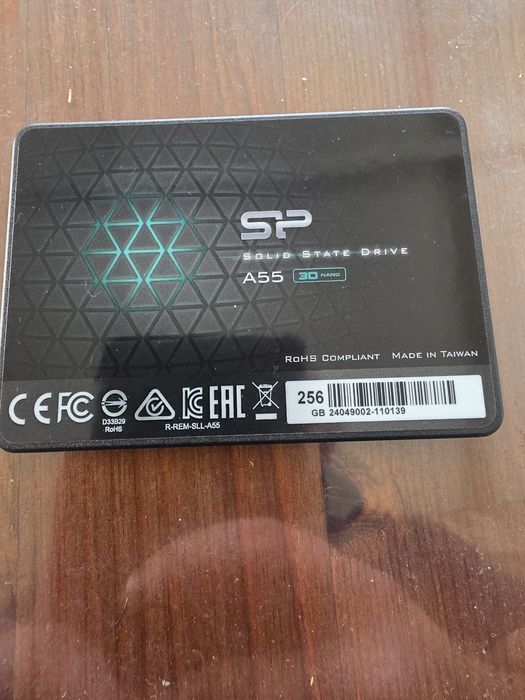 SP
SOLID STATE DRIVE
A55 3D NAND
RoHS COMPLIANT MADE IN TAIWAN
CE FC EAC
D33B29
RoHS
R-REM-SLL-A55
256
GB 24049002-110139